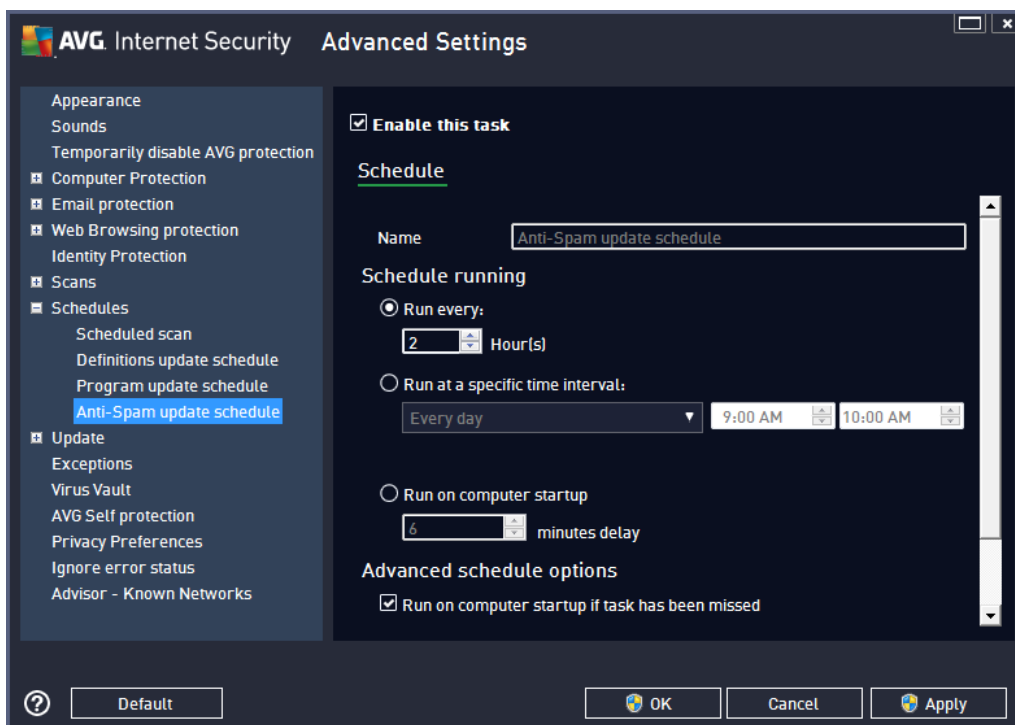 AVG. Internet Security Advanced Settings
Appearance
Sounds
Temporarily disable AVG protection
Computer Protection
Email protection
Web Browsing protection
Identity Protection
Scans
Schedules
Scheduled scan
Definitions update schedule
Program update schedule
Anti-Spam update schedule
Update
Exceptions
Virus Vault
AVG Self protection
Privacy Preferences
Ignore error status
Advisor - Known Networks
Enable this task
Schedule
Name Anti-Spam update schedule
Schedule running
Run every:
2 Hour(s)
Run at a specific time interval:
Every day 9:00 AM 10:00 AM
Run on computer startup
6 minutes delay
Advanced schedule options
Run on computer startup if task has been missed
? Default OK Cancel Apply